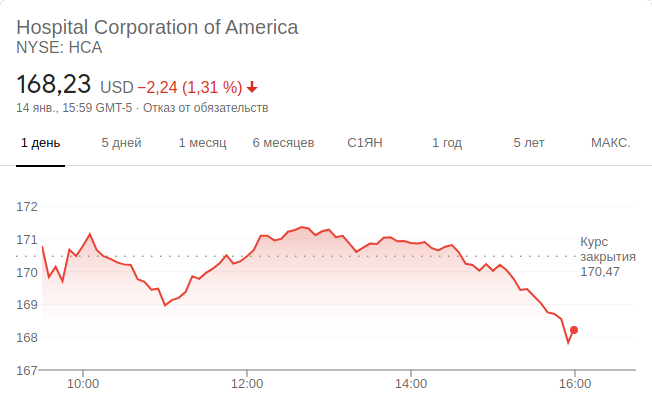 Hospital Corporation of America
NYSE: HCA
168,23 USD −2,24 (1,31 %)
14 янв., 15:59 GMT-5 · Отказ от обязательств
1 день 5 дней 1 месяц 6 месяцев С1ЯН 1 год 5 лет МАКС.
172
171
170
169
168
167
Курс
закрытия
170,47
10:00 12:00 14:00 16:00